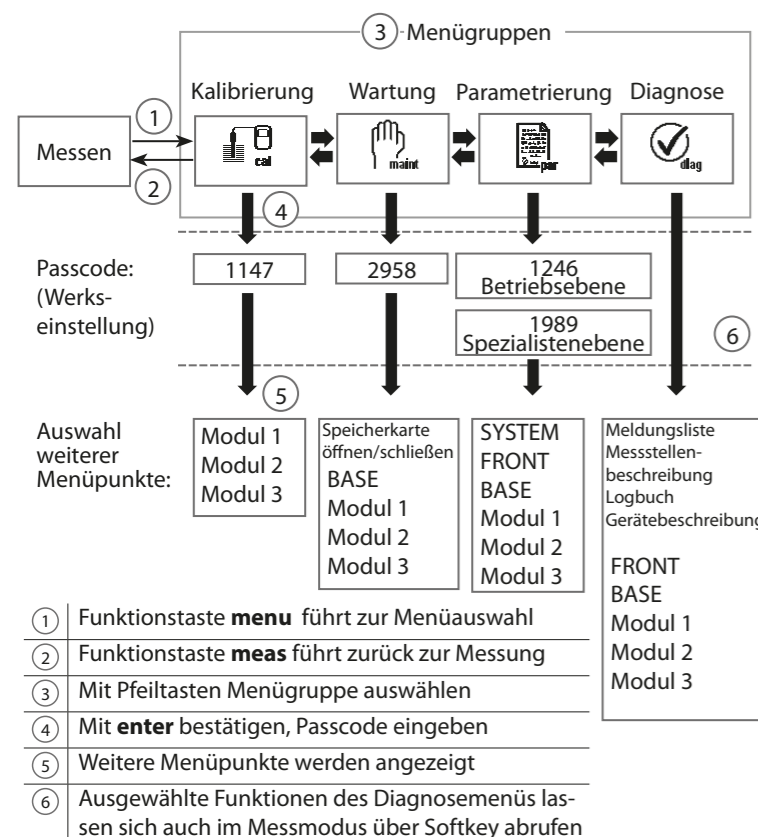 3 Menügruppen
Kalibrierung Wartung Parametrierung Diagnose
1
Messen
cal maint par diag
2
4
Passcode:
(Werks-
einstellung)
1147
2958
1246
Betriebsebene
1989
Spezialistenebene
6
5
Auswahl
weiterer
Menüpunkte:
Modul 1
Modul 2
Modul 3
Speicherkarte
öffnen/schließen
BASE
Modul 1
Modul 2
Modul 3
SYSTEM
FRONT
BASE
Modul 1
Modul 2
Modul 3
Meldungsliste
Messstellen-
beschreibung
Logbuch
Gerätebeschreibung
FRONT
BASE
Modul 1
Modul 2
Modul 3
1 Funktionstaste menu führt zur Menüauswahl
2 Funktionstaste meas führt zurück zur Messung
3 Mit Pfeiltasten Menügruppe auswählen
4 Mit enter bestätigen, Passcode eingeben
5 Weitere Menüpunkte werden angezeigt
6 Ausgewählte Funktionen des Diagnosemenüs las-
sen sich auch im Messmodus über Softkey abrufen